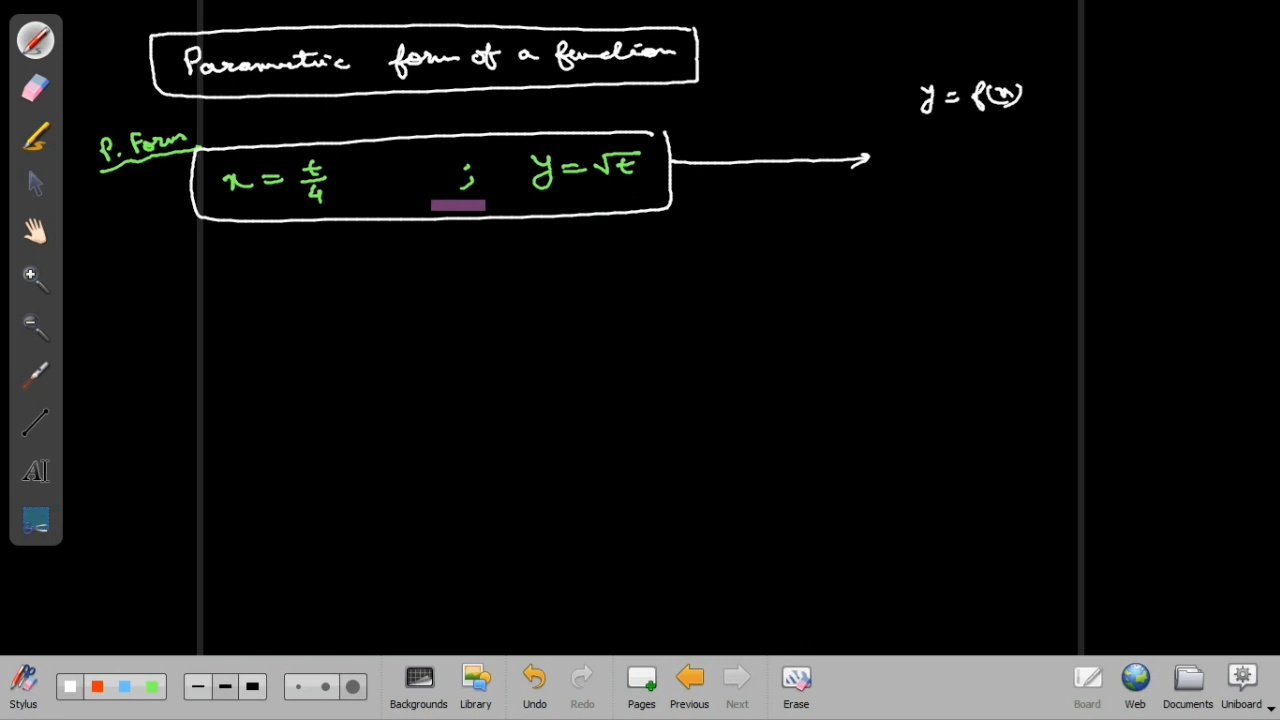 Parametric form of a function
y = f(x)
P. Form
x = t/4 ; y = √t
AI
Stylus
Backgrounds Library Undo Redo Pages Previous Next Erase Board Web Documents Uniboard